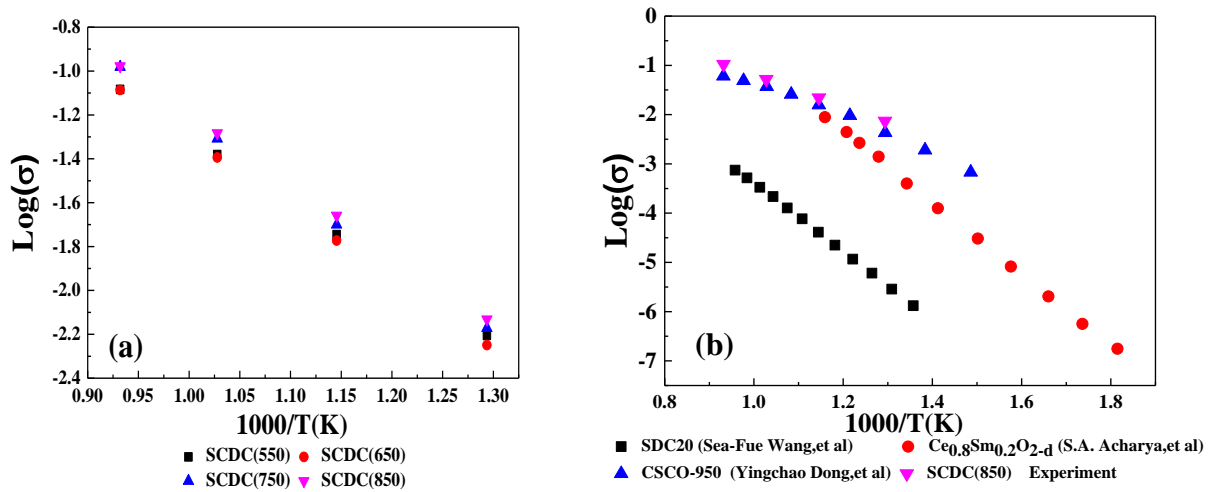 -0.8
-1.0
-1.2
-1.4
-1.6
-1.8
-2.0
-2.2
-2.4
Log(σ)
(a)
0.90 0.95 1.00 1.05 1.10 1.15 1.20 1.25 1.30
1000/T(K)
SCDC(550) SCDC(650)
SCDC(750) SCDC(850)
0
-1
-2
-3
-4
-5
-6
-7
Log(σ)
(b)
0.8 1.0 1.2 1.4 1.6 1.8
1000/T(K)
SDC20 (Sea-Fue Wang,et al) Ce0.8Sm0.2O2-d (S.A. Acharya,et al)
CSCO-950 (Yingchao Dong,et al) SCDC(850) Experiment